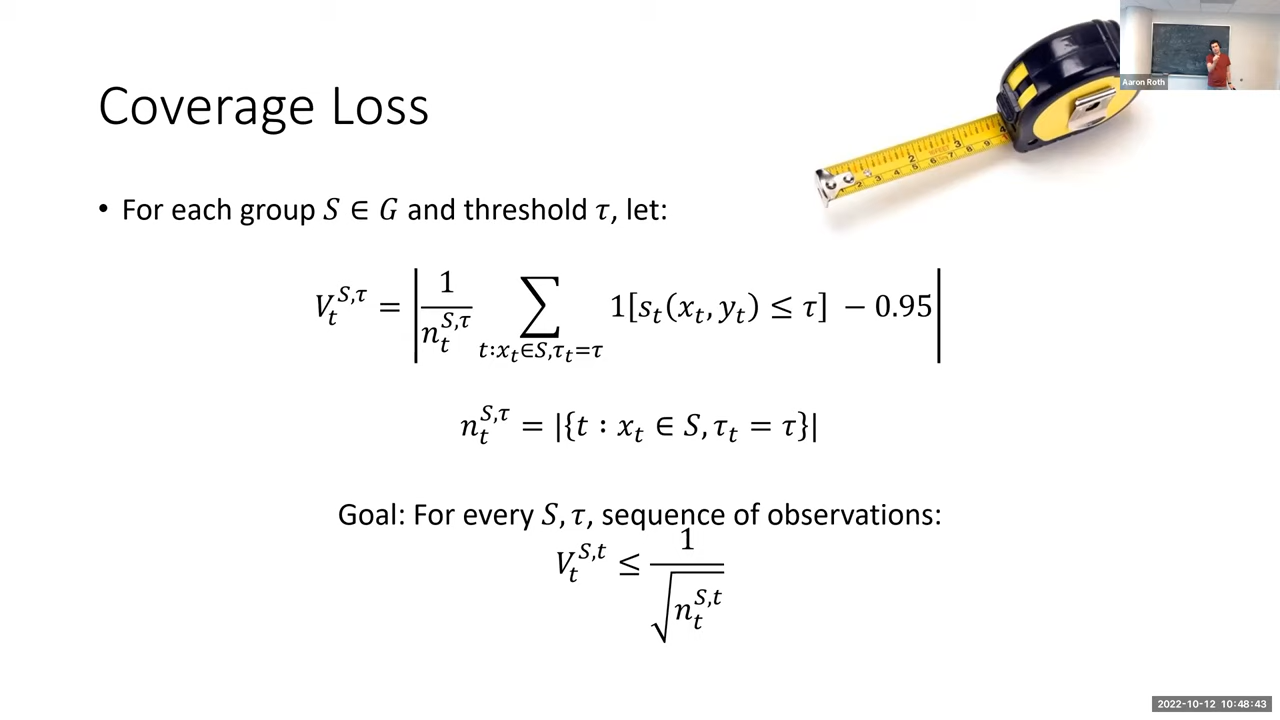 Coverage Loss
Aaron Roth
• For each group S ∈ G and threshold τ, let:
V_t^{S,τ} = | 1/n_t^{S,τ} ∑_{t:x_t∈S,τ_t=τ} 1[s_t(x_t, y_t) ≤ τ] − 0.95 |
n_t^{S,τ} = |{t : x_t ∈ S, τ_t = τ}|
Goal: For every S, τ, sequence of observations:
V_t^{S,t} ≤ 1/√(n_t^{S,t})
2022-10-12 10:48:43